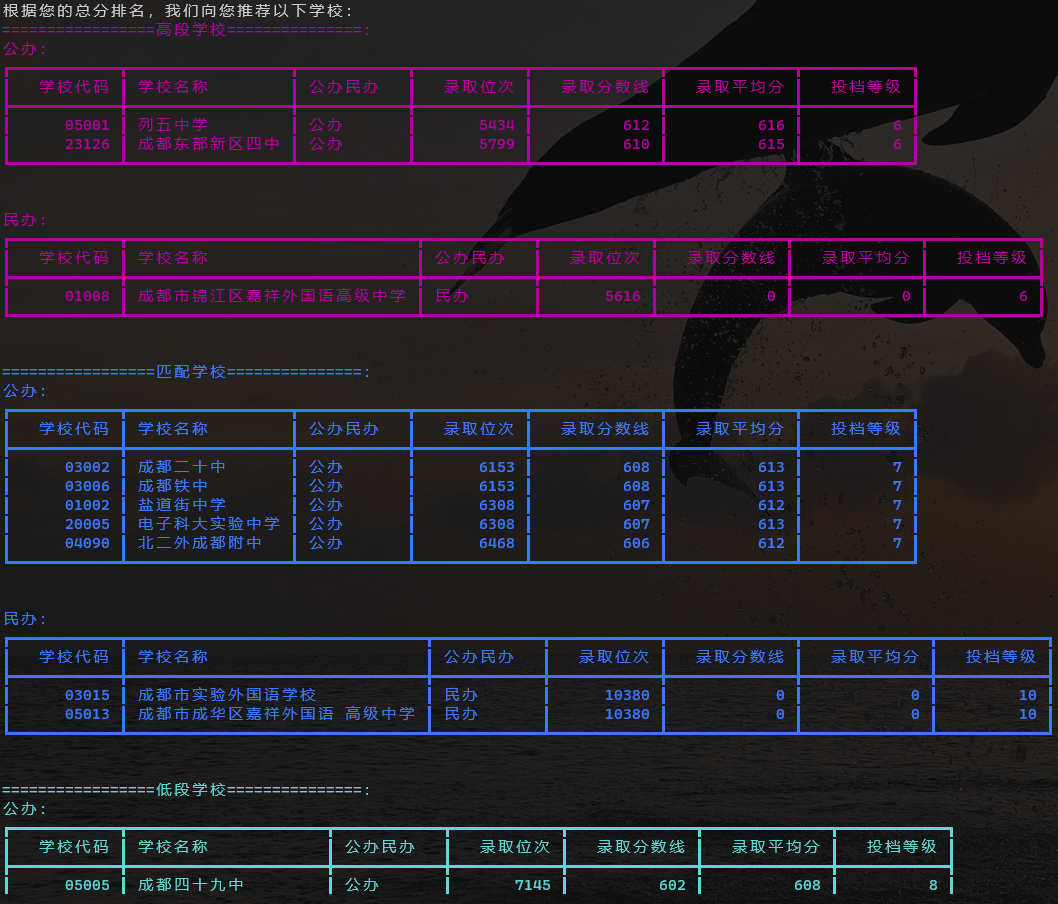 根据您的总分排名，我们向您推荐以下学校：
=================高段学校===============:
公办:
学校代码 学校名称 公办民办 录取位次 录取分数线 录取平均分 投档等级
05001 列五中学 公办 5434 612 616 6
23126 成都东部新区四中 公办 5799 610 615 6
民办:
学校代码 学校名称 公办民办 录取位次 录取分数线 录取平均分 投档等级
01008 成都市锦江区嘉祥外国语高级中学 民办 5616 0 0 6
=================匹配学校===============:
公办:
学校代码 学校名称 公办民办 录取位次 录取分数线 录取平均分 投档等级
03002 成都二十中 公办 6153 608 613 7
03006 成都铁中 公办 6153 608 613 7
01002 盐道街中学 公办 6308 607 612 7
20005 电子科大实验中学 公办 6308 607 613 7
04090 北二外成都附中 公办 6468 606 612 7
民办:
学校代码 学校名称 公办民办 录取位次 录取分数线 录取平均分 投档等级
03015 成都市实验外国语学校 民办 10380 0 0 10
05013 成都市成华区嘉祥外国语 高级中学 民办 10380 0 0 10
=================低段学校===============:
公办:
学校代码 学校名称 公办民办 录取位次 录取分数线 录取平均分 投档等级
05005 成都四十九中 公办 7145 602 608 8